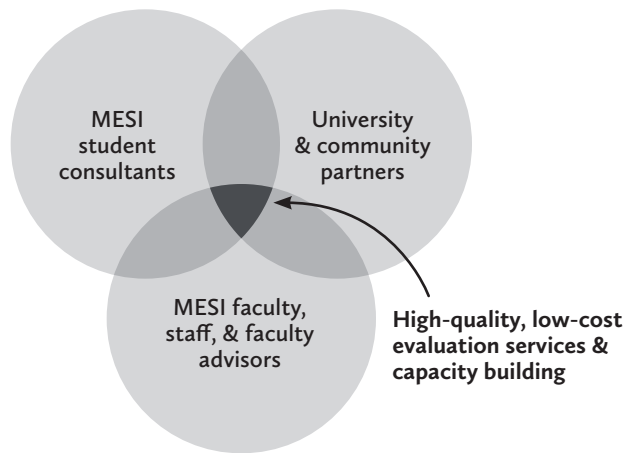 MESI
student
consultants
University
& community
partners
MESI faculty,
staff, & faculty
advisors
High-quality, low-cost
evaluation services &
capacity building